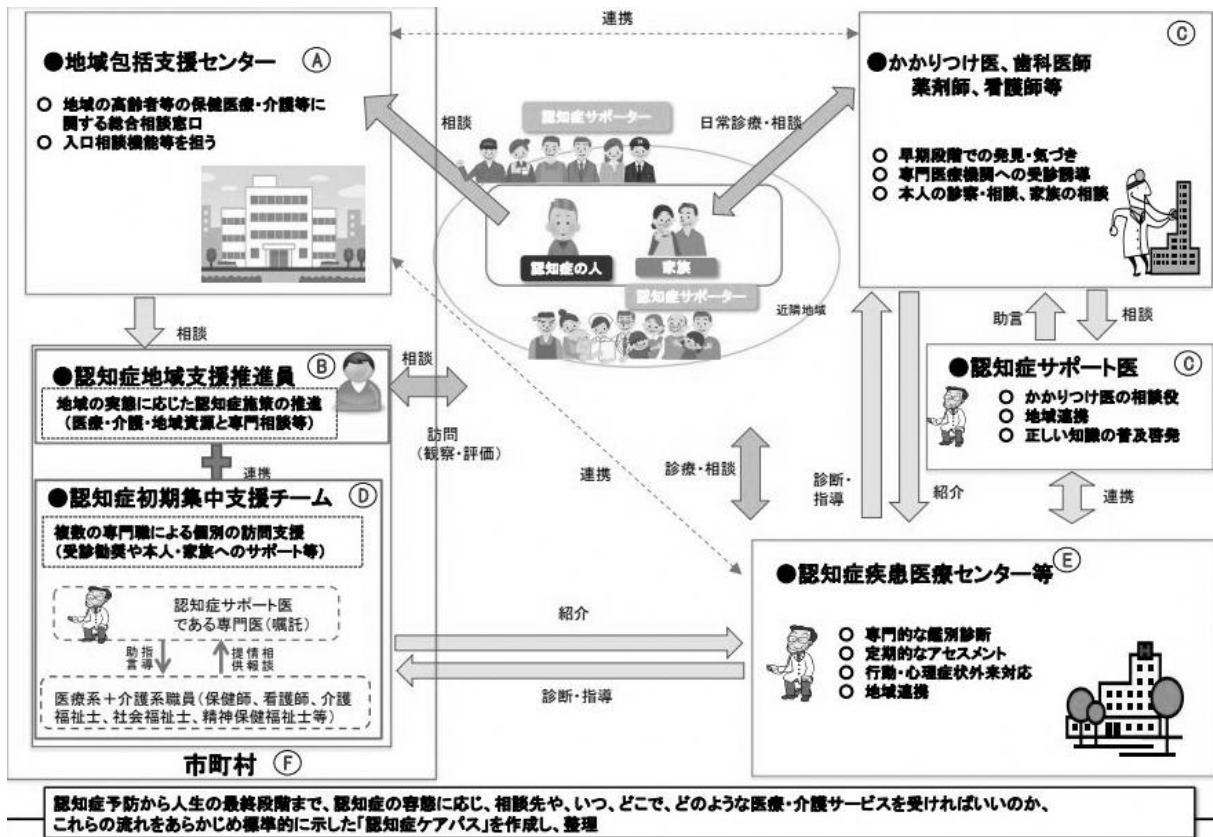 連携
●地域包括支援センター Ⓐ
○ 地域の高齢者等の保健医療・介護等に
関する総合相談窓口
○ 入口相談機能等を担う
相談
認知症サポーター
日常診療・相談
Ⓒ
●かかりつけ医、歯科医師
薬剤師、看護師等
○ 早期段階での発見・気づき
○ 専門医療機関への受診誘導
○ 本人の診察・相談、家族の相談
認知症の人
家族
認知症サポーター
近隣地域
相談
助言
相談
Ⓑ
●認知症地域支援推進員
地域の実態に応じた認知症施策の推進
(医療・介護・地域資源と専門相談等)
相談
訪問
(観察・評価)
連携
●認知症サポート医 Ⓒ
○ かかりつけ医の相談役
○ 地域連携
○ 正しい知識の普及啓発
連携
診療・相談
診断・
指導
紹介
連携
●認知症初期集中支援チーム Ⓓ
複数の専門職による個別の訪問支援
(受診勧奨や本人・家族へのサポート等)
認知症サポート医
である専門医(嘱託)
助指
言導
提情相
供報談
医療系+介護系職員(保健師、看護師、介護
福祉士、社会福祉士、精神保健福祉士等)
紹介
診断・指導
●認知症疾患医療センター等 Ⓔ
○ 専門的な鑑別診断
○ 定期的なアセスメント
○ 行動・心理症状外来対応
○ 地域連携
H
市町村 Ⓕ
認知症予防から人生の最終段階まで、認知症の容態に応じ、相談先や、いつ、どこで、どのような医療・介護サービスを受ければいいのか、
これらの流れをあらかじめ標準的に示した「認知症ケアパス」を作成し、整理